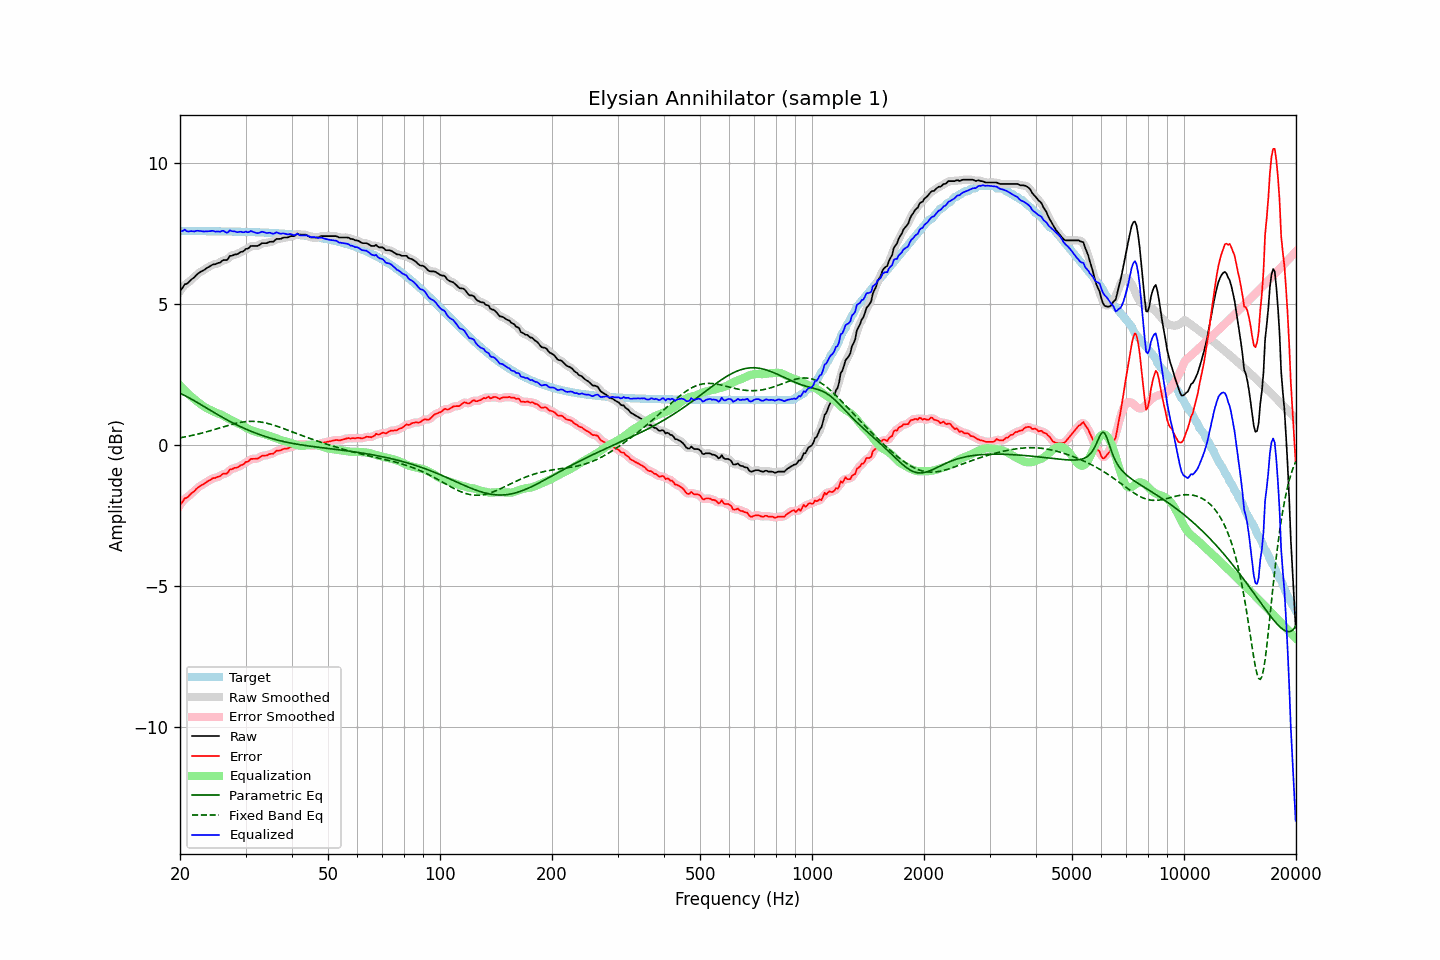 Elysian Annihilator (sample 1)
Amplitude (dBr)
10
5
0
−5
−10
Target
Raw Smoothed
Error Smoothed
Raw
Error
Equalization
Parametric Eq
Fixed Band Eq
Equalized
20 50 100 200 500 1000 2000 5000 10000 20000
Frequency (Hz)